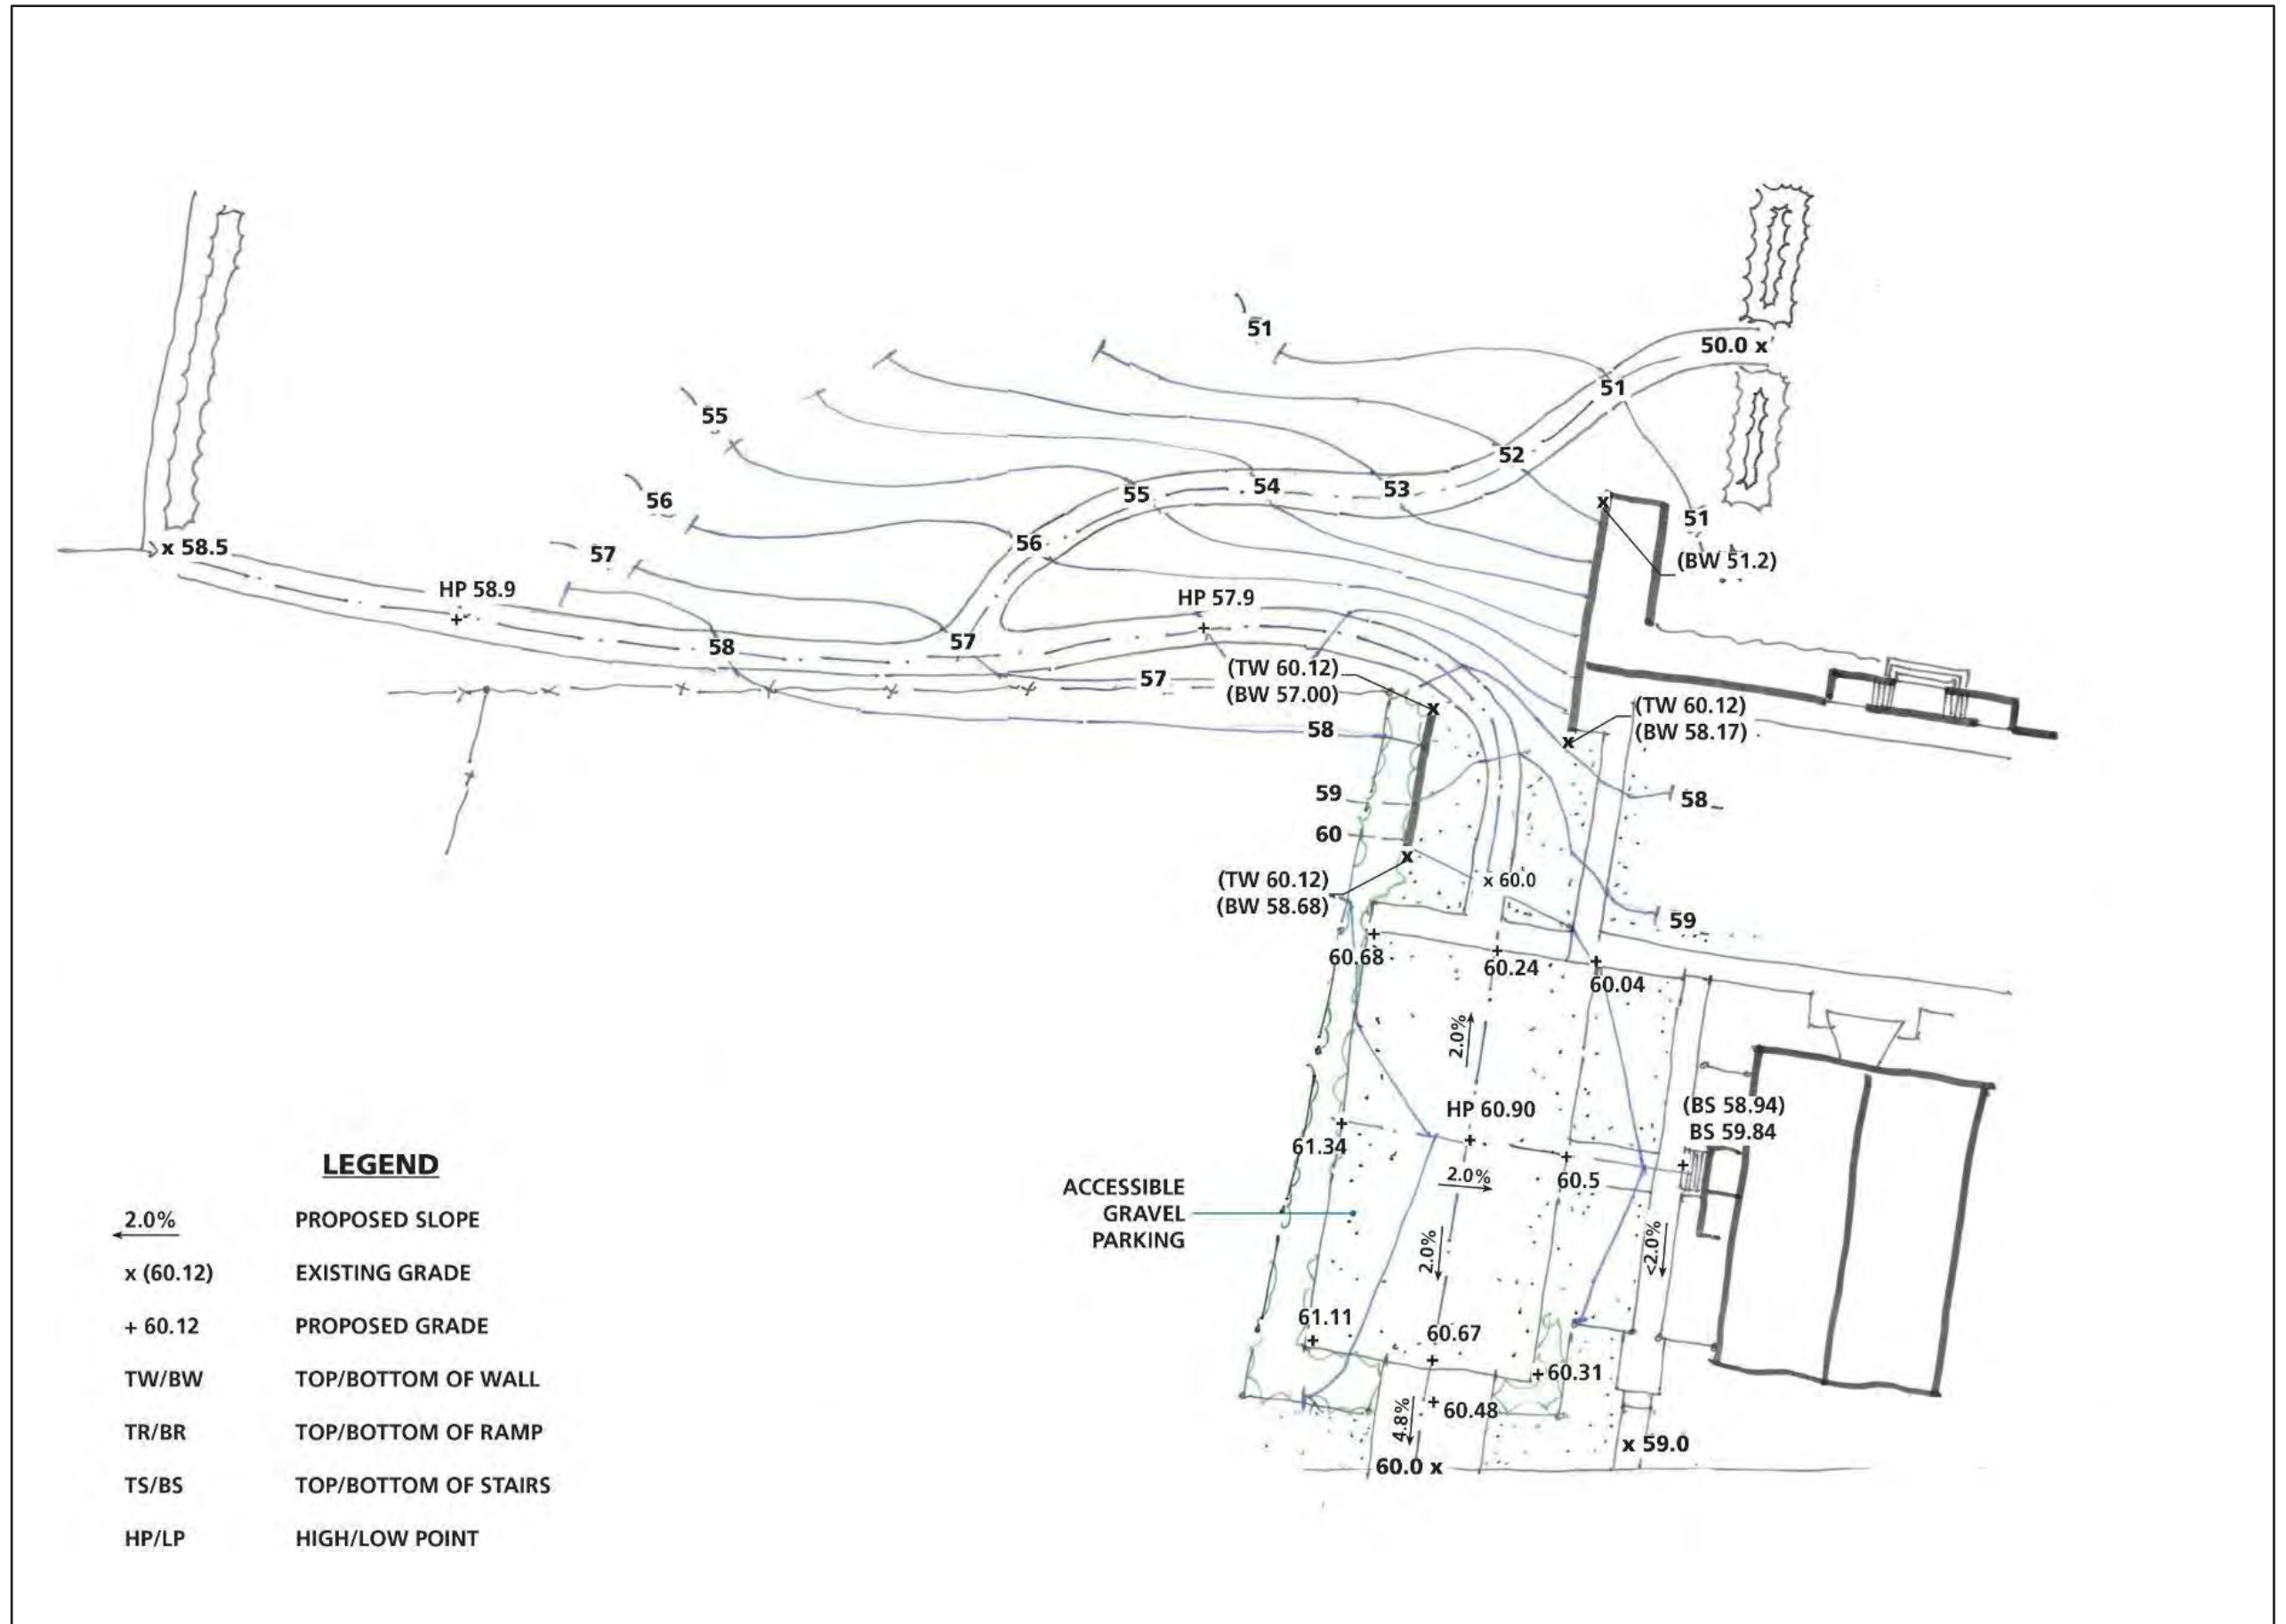 51
50.0 x
51
55
52
56
55
54
53
51
57
56
x 58.5
(BW 51.2)
HP 58.9
HP 57.9
58
57
57
(TW 60.12)
(BW 57.00)
(TW 60.12)
(BW 58.17)
58
59
58
60
(TW 60.12)
(BW 58.68)
x 60.0
59
60.68
60.24
60.04
2.0%
HP 60.90
(BS 58.94)
BS 59.84
61.34
2.0%
60.5
ACCESSIBLE
GRAVEL
PARKING
2.0%
<2.0%
61.11
60.67
+60.31
4.8%
+ 60.48
x 59.0
60.0 x
LEGEND
2.0% PROPOSED SLOPE
x (60.12) EXISTING GRADE
+ 60.12 PROPOSED GRADE
TW/BW TOP/BOTTOM OF WALL
TR/BR TOP/BOTTOM OF RAMP
TS/BS TOP/BOTTOM OF STAIRS
HP/LP HIGH/LOW POINT